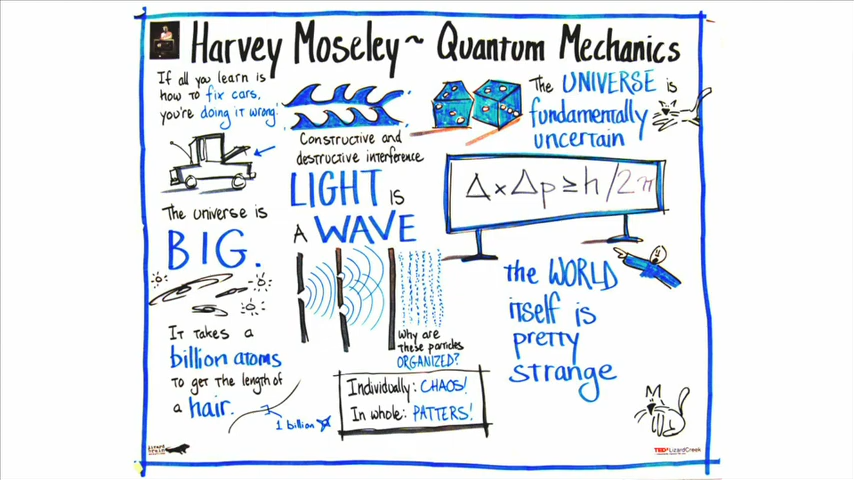 Harvey Moseley~ Quantum Mechanics
If all you learn is
how to fix cars,
you're doing it wrong!
The universe is
BIG.
It takes a
billion atoms
to get the length of
a hair.
1 billion
Constructive and
destructive interference
LIGHT is
A WAVE
Why are
these particles
ORGANIZED?
Individually: CHAOS!
In whole: PATTERS!
The UNIVERSE is
fundamentally
uncertain
Δx Δp ≥ h/2π
the WORLD
itself is
pretty
strange
TEDxLizardCreek